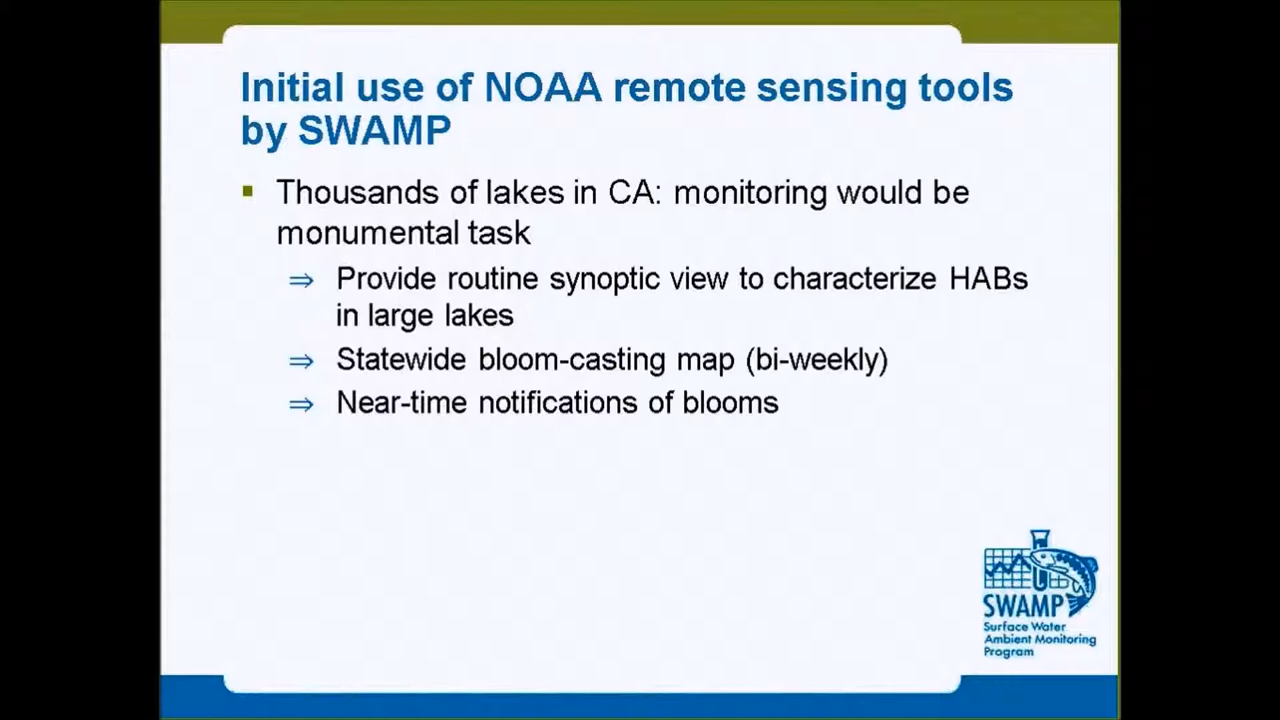 Initial use of NOAA remote sensing tools
by SWAMP
▪ Thousands of lakes in CA: monitoring would be
monumental task
⇒ Provide routine synoptic view to characterize HABs
in large lakes
⇒ Statewide bloom-casting map (bi-weekly)
⇒ Near-time notifications of blooms
SWAMP
Surface Water
Ambient Monitoring
Program